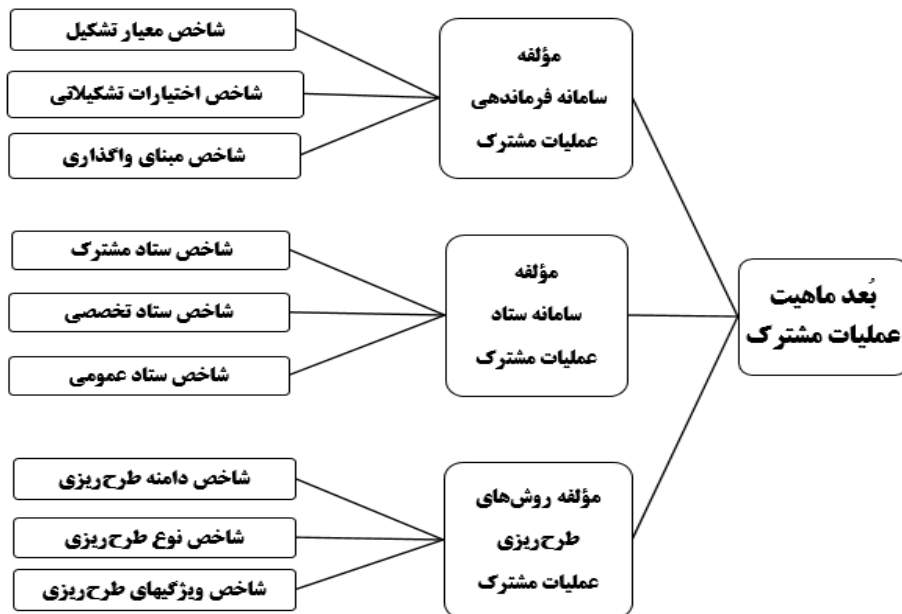 بُعد ماهیت
عملیات مشترک
مؤلفه
سامانه فرماندهی
عملیات مشترک
شاخص معیار تشکیل
شاخص اختیارات تشکیلاتی
شاخص مبنای واگذاری
مؤلفه
سامانه ستاد
عملیات مشترک
شاخص ستاد مشترک
شاخص ستاد تخصصی
شاخص ستاد عمومی
مؤلفه روش‌های
طرح‌ریزی
عملیات مشترک
شاخص دامنه طرح‌ریزی
شاخص نوع طرح‌ریزی
شاخص ویژگیهای طرح‌ریزی